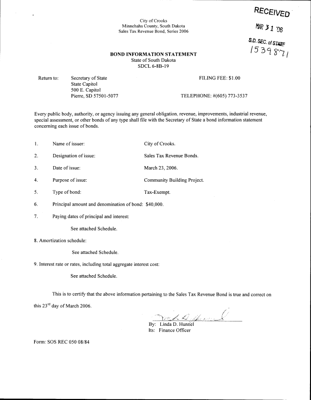 City of Crooks
Minnehaha County, South Dakota
Sales Tax Revenue Bond, Series 2006
RECEIVED
MAR 31 '06
S.D. SEC. of STATE
1539871
BOND INFORMATION STATEMENT
State of South Dakota
SDCL 6-8B-19
Return to: Secretary of State FILING FEE: $1.00
State Capitol
500 E. Capitol
Pierre, SD 57501-5077 TELEPHONE: #(605) 773-3537
Every public body, authority, or agency issuing any general obligation, revenue, improvements, industrial revenue,
special assessment, or other bonds of any type shall file with the Secretary of State a bond information statement
concerning each issue of bonds.
1. Name of issuer: City of Crooks.
2. Designation of issue: Sales Tax Revenue Bonds.
3. Date of issue: March 23, 2006.
4. Purpose of issue: Community Building Project.
5. Type of bond: Tax-Exempt.
6. Principal amount and denomination of bond: $40,000.
7. Paying dates of principal and interest:
See attached Schedule.
8. Amortization schedule:
See attached Schedule.
9. Interest rate or rates, including total aggregate interest cost:
See attached Schedule.
This is to certify that the above information pertaining to the Sales Tax Revenue Bond is true and correct on
this 23rd day of March 2006.
By: Linda D.
Its: Finance Officer
Form: SOS REC 050 08/84